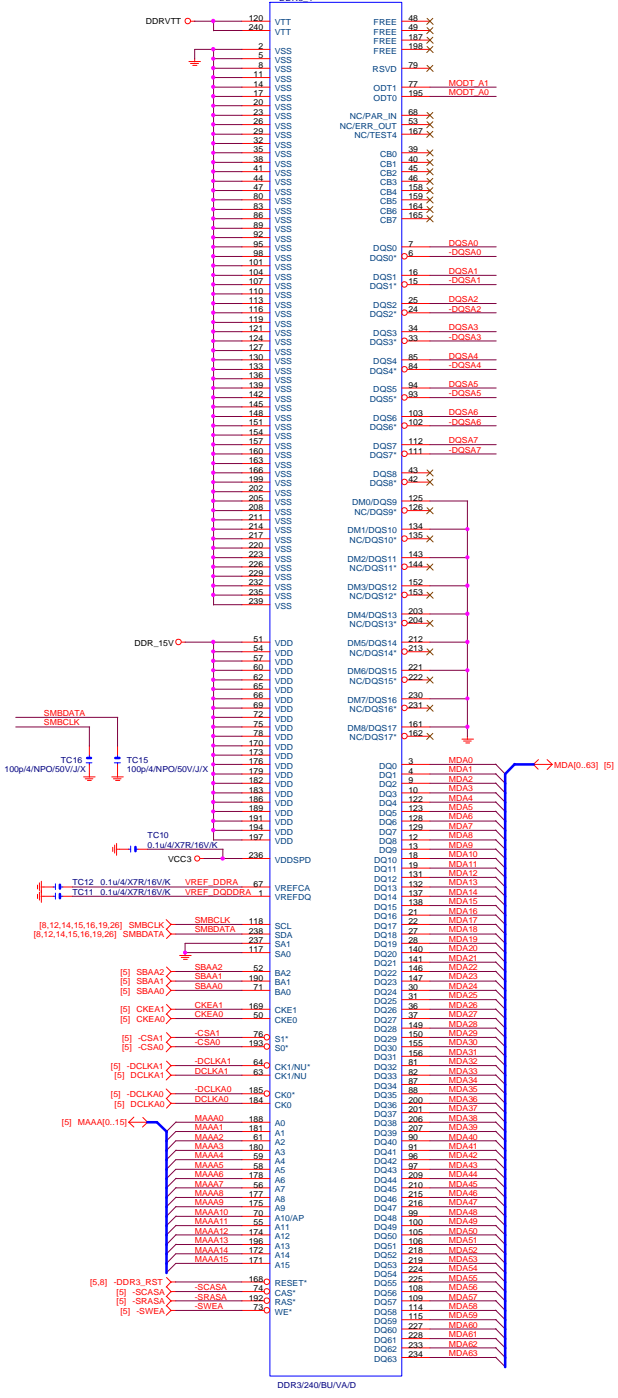 DDRVTT 120 VTT
240 VTT
2 VSS
5 VSS
8 VSS
11 VSS
14 VSS
17 VSS
20 VSS
23 VSS
26 VSS
29 VSS
32 VSS
35 VSS
38 VSS
41 VSS
44 VSS
47 VSS
80 VSS
83 VSS
86 VSS
89 VSS
92 VSS
95 VSS
98 VSS
101 VSS
104 VSS
107 VSS
110 VSS
113 VSS
116 VSS
119 VSS
121 VSS
124 VSS
127 VSS
130 VSS
133 VSS
136 VSS
139 VSS
142 VSS
145 VSS
148 VSS
151 VSS
154 VSS
157 VSS
160 VSS
163 VSS
166 VSS
199 VSS
202 VSS
205 VSS
208 VSS
211 VSS
214 VSS
217 VSS
220 VSS
223 VSS
226 VSS
229 VSS
232 VSS
235 VSS
239 VSS
DDR_15V 51 VDD
54 VDD
57 VDD
60 VDD
62 VDD
65 VDD
66 VDD
69 VDD
72 VDD
75 VDD
78 VDD
170 VDD
173 VDD
176 VDD
179 VDD
182 VDD
183 VDD
186 VDD
189 VDD
191 VDD
194 VDD
197 VDD
SMBDATA
SMBCLK
TC16
100p/4/NPO/50V/J/X
TC15
100p/4/NPO/50V/J/X
TC10
0.1u/4/X7R/16V/K
VCC3 236 VDDSPD
TC12 0.1u/4/X7R/16V/K VREF_DDRA 67 VREFCA
TC11 0.1u/4/X7R/16V/K VREF_DQDDRA 1 VREFDQ
[8,12,14,15,16,19,26] SMBCLK SMBCLK 118 SCL
[8,12,14,15,16,19,26] SMBDATA SMBDATA 238 SDA
237 SA1
117 SA0
[5] SBAA2 SBAA2 52 BA2
[5] SBAA1 SBAA1 190 BA1
[5] SBAA0 SBAA0 71 BA0
[5] CKEA1 CKEA1 169 CKE1
[5] CKEA0 CKEA0 50 CKE0
[5] -CSA1 -CSA1 76 S1*
[5] -CSA0 -CSA0 193 S0*
[5] -DCLKA1 -DCLKA1 64 CK1/NU*
[5] DCLKA1 DCLKA1 63 CK1/NU
[5] -DCLKA0 -DCLKA0 185 CK0*
[5] DCLKA0 DCLKA0 184 CK0
[5] MAAA[0..15] MAAA0 188 A0
MAAA1 181 A1
MAAA2 61 A2
MAAA3 180 A3
MAAA4 59 A4
MAAA5 58 A5
MAAA6 178 A6
MAAA7 56 A7
MAAA8 177 A8
MAAA9 175 A9
MAAA10 70 A10/AP
MAAA11 55 A11
MAAA12 174 A12
MAAA13 196 A13
MAAA14 172 A14
MAAA15 171 A15
[5,8] -DDR3_RST 168 RESET*
[5] -SCASA -SCASA 74 CAS*
[5] -SRASA -SRASA 192 RAS*
[5] -SWEA -SWEA 73 WE*
FREE 48
FREE 49
FREE 187
FREE 198
RSVD 79
ODT1 77 MODT_A1
ODT0 195 MODT_A0
NC/PAR_IN 68
NC/ERR_OUT 53
NC/TEST4 167
CB0 39
CB1 40
CB2 45
CB3 46
CB4 158
CB5 159
CB6 164
CB7 165
DQS0 7 DQSA0
DQS0* 6 -DQSA0
DQS1 16 DQSA1
DQS1* 15 -DQSA1
DQS2 25 DQSA2
DQS2* 24 -DQSA2
DQS3 34 DQSA3
DQS3* 33 -DQSA3
DQS4 85 DQSA4
DQS4* 84 -DQSA4
DQS5 94 DQSA5
DQS5* 93 -DQSA5
DQS6 103 DQSA6
DQS6* 102 -DQSA6
DQS7 112 DQSA7
DQS7* 111 -DQSA7
DQS8 43
DQS8* 42
DM0/DQS9 125
NC/DQS9* 126
DM1/DQS10 134
NC/DQS10* 135
DM2/DQS11 143
NC/DQS11* 144
DM3/DQS12 152
NC/DQS12* 153
DM4/DQS13 203
NC/DQS13* 204
DM5/DQS14 212
NC/DQS14* 213
DM6/DQS15 221
NC/DQS15* 222
DM7/DQS16 230
NC/DQS16* 231
DM8/DQS17 161
NC/DQS17* 162
DQ0 3 MDA0 MDA[0..63] [5]
DQ1 4 MDA1
DQ2 9 MDA2
DQ3 10 MDA3
DQ4 122 MDA4
DQ5 123 MDA5
DQ6 128 MDA6
DQ7 129 MDA7
DQ8 12 MDA8
DQ9 13 MDA9
DQ10 18 MDA10
DQ11 19 MDA11
DQ12 131 MDA12
DQ13 132 MDA13
DQ14 137 MDA14
DQ15 138 MDA15
DQ16 21 MDA16
DQ17 22 MDA17
DQ18 27 MDA18
DQ19 28 MDA19
DQ20 140 MDA20
DQ21 141 MDA21
DQ22 146 MDA22
DQ23 147 MDA23
DQ24 30 MDA24
DQ25 31 MDA25
DQ26 36 MDA26
DQ27 37 MDA27
DQ28 149 MDA28
DQ29 150 MDA29
DQ30 155 MDA30
DQ31 156 MDA31
DQ32 81 MDA32
DQ33 82 MDA33
DQ34 87 MDA34
DQ35 88 MDA35
DQ36 200 MDA36
DQ37 201 MDA37
DQ38 206 MDA38
DQ39 207 MDA39
DQ40 90 MDA40
DQ41 91 MDA41
DQ42 96 MDA42
DQ43 97 MDA43
DQ44 209 MDA44
DQ45 210 MDA45
DQ46 215 MDA46
DQ47 216 MDA47
DQ48 99 MDA48
DQ49 100 MDA49
DQ50 105 MDA50
DQ51 106 MDA51
DQ52 218 MDA52
DQ53 219 MDA53
DQ54 224 MDA54
DQ55 225 MDA55
DQ56 108 MDA56
DQ57 109 MDA57
DQ58 114 MDA58
DQ59 115 MDA59
DQ60 227 MDA60
DQ61 228 MDA61
DQ62 233 MDA62
DQ63 234 MDA63
DDR3/240/BU/VA/D